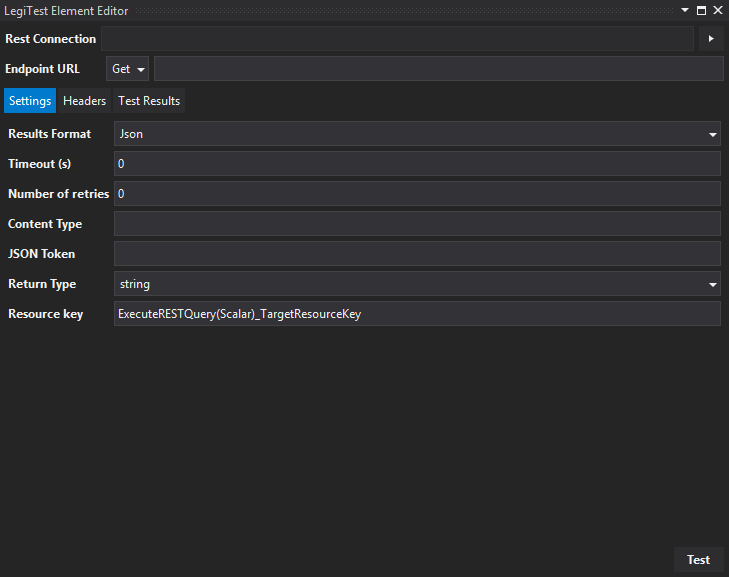 LegiTest Element Editor
Rest Connection
Endpoint URL Get
Settings Headers Test Results
Results Format Json
Timeout (s) 0
Number of retries 0
Content Type
JSON Token
Return Type string
Resource key ExecuteRESTQuery(Scalar)_TargetResourceKey
Test